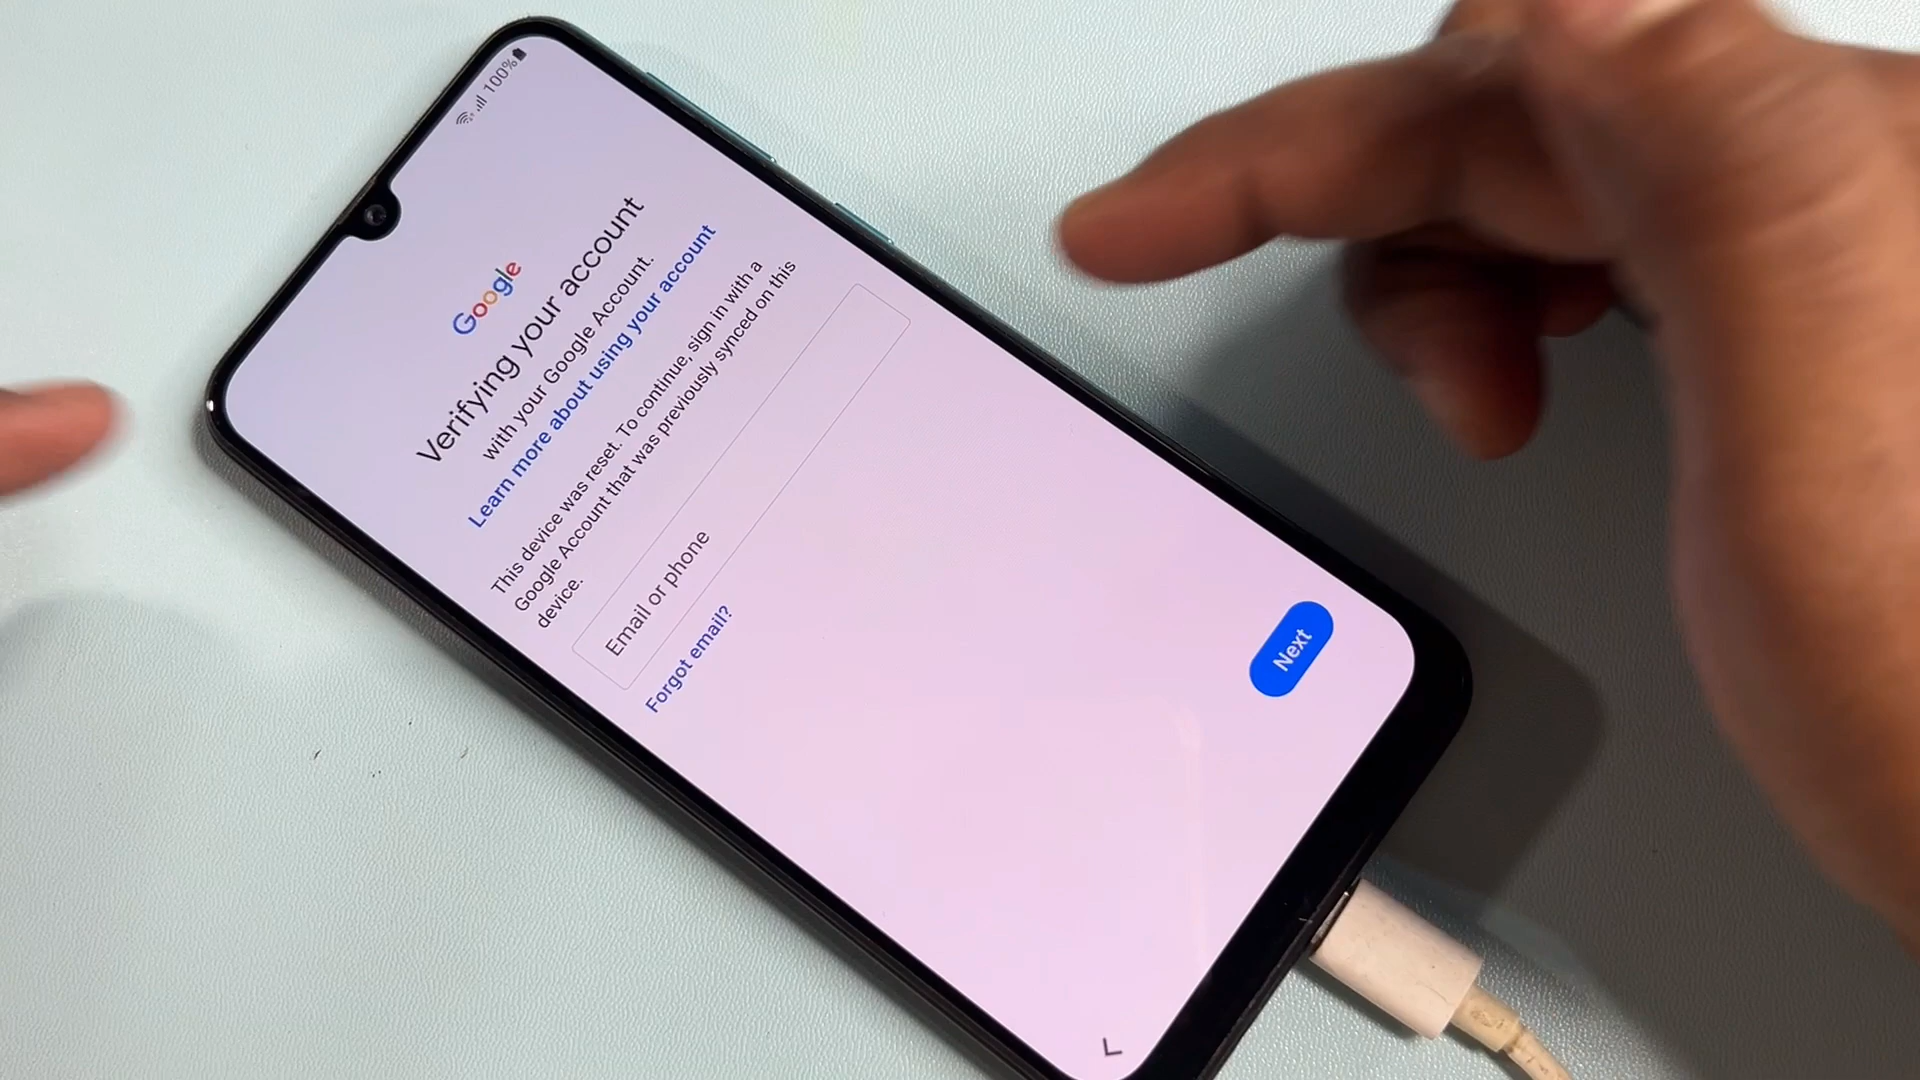 100%
Google
Verifying your account
with your Google Account.
Learn more about using your account
This device was reset. To continue, sign in with a
Google Account that was previously synced on this
device.
Email or phone
Forgot email?
Next